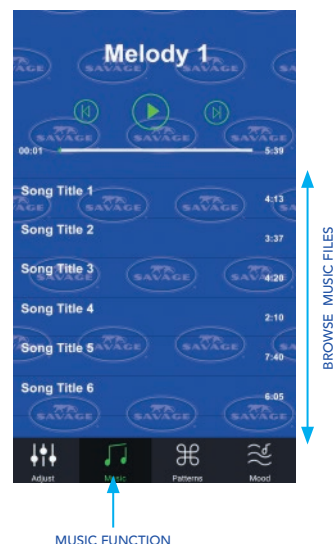 Melody 1
00:01 5:39
Song Title 1 4:13
Song Title 2 3:37
Song Title 3 4:20
Song Title 4 2:10
Song Title 5 7:40
Song Title 6 6:05
BROWSE MUSIC FILES
Adjust Music Patterns Mood
MUSIC FUNCTION
SAVAGE